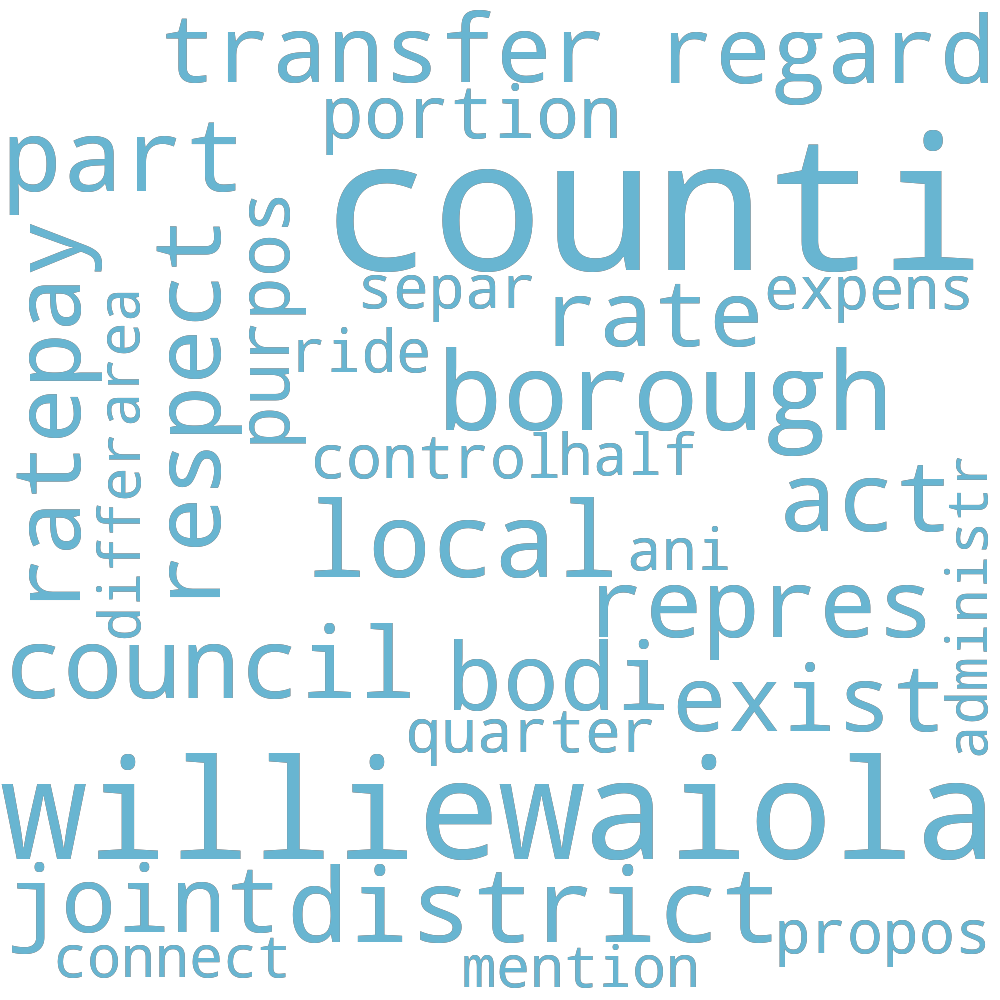 transfer regard
portion
part
counti
ratepay
respect
purpos
separ
rate
expens
differ
area
ride
borough
control
half
act
local
ani
administr
repres
council
bodi
exist
quarter
williewaiola
joint
district
propos
connect
mention